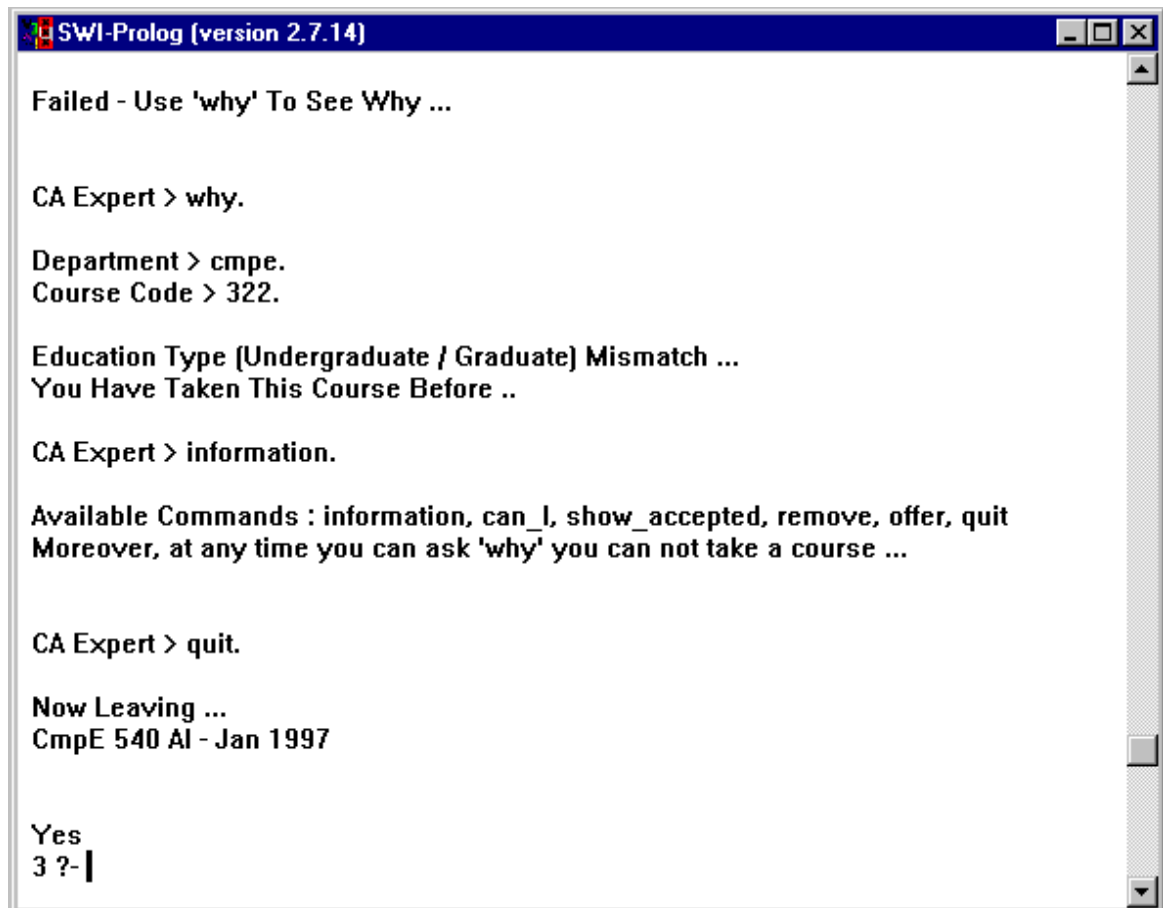 SWI-Prolog (version 2.7.14)
Failed - Use 'why' To See Why ...
CA Expert > why.
Department > cmpe.
Course Code > 322.
Education Type (Undergraduate / Graduate) Mismatch ...
You Have Taken This Course Before ..
CA Expert > information.
Available Commands : information, can_I, show_accepted, remove, offer, quit
Moreover, at any time you can ask 'why' you can not take a course ...
CA Expert > quit.
Now Leaving ...
CmpE 540 AI - Jan 1997
Yes
3 ?-